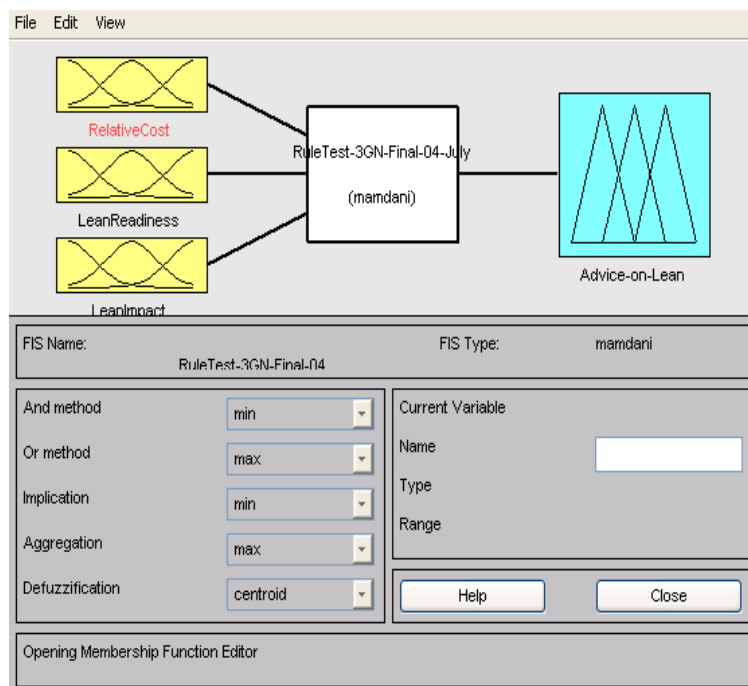 File Edit View
RelativeCost
LeanReadiness
LeanImpact
RuleTest-3GN-Final-04-July
(mamdani)
Advice-on-Lean
FIS Name:
RuleTest-3GN-Final-04
FIS Type: mamdani
And method min
Or method max
Implication min
Aggregation max
Defuzzification centroid
Current Variable
Name
Type
Range
Help Close
Opening Membership Function Editor